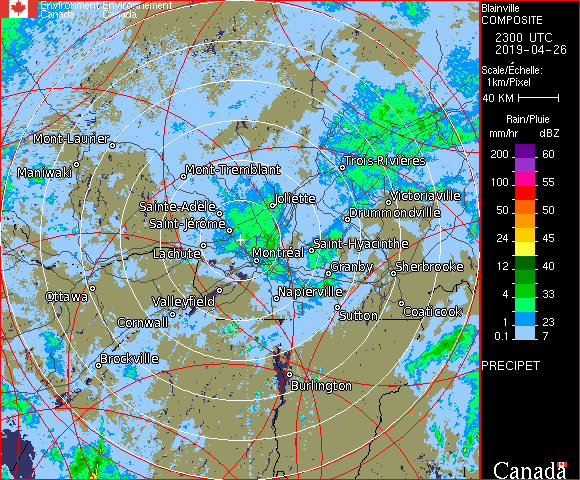 Environment Environnement
Canada Canada
Blainville
COMPOSITE
2300 UTC
2019-04-26
Scale/Échelle:
1km/Pixel
40 KM
Rain/Pluie
mm/hr dBZ
200 60
100 55
50 50
24 45
12 40
4 33
1 23
0.1 7
PRECIPET
Canada
Mont-Laurier
Maniwaki
Mont-Tremblant
Trois-Rivières
Sainte-Adele
Joliette
Victoriaville
Drummondville
Saint-Jérôme
Lachute
Montréal
Saint-Hyacinthe
Granby
Sherbrooke
Ottawa
Valleyfield
Napierville
Coaticook
Cornwall
Sutton
Brockville
Burlington